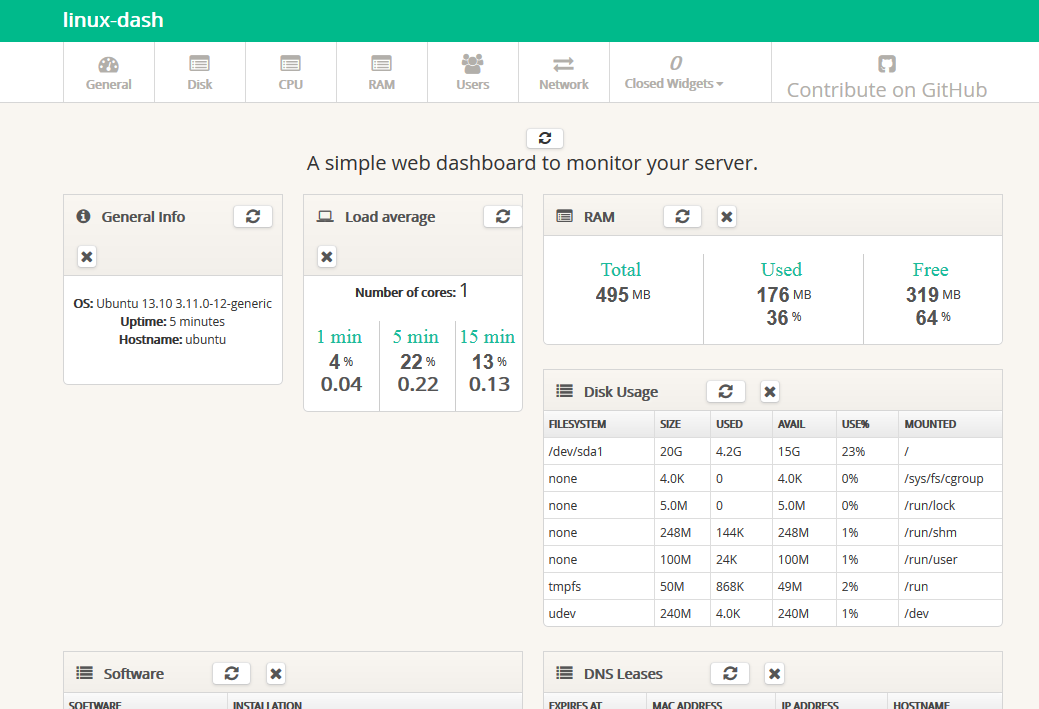 linux-dash
General
Disk
CPU
RAM
Users
Network
0
Closed Widgets
Contribute on GitHub
A simple web dashboard to monitor your server.
General Info
OS: Ubuntu 13.10 3.11.0-12-generic
Uptime: 5 minutes
Hostname: ubuntu
Load average
Number of cores: 1
1 min 5 min 15 min
4 % 22 % 13 %
0.04 0.22 0.13
RAM
Total Used Free
495 MB 176 MB 319 MB
36 % 64 %
Disk Usage
FILESYSTEM SIZE USED AVAIL USE% MOUNTED
/dev/sda1 20G 4.2G 15G 23% /
none 4.0K 0 4.0K 0% /sys/fs/cgroup
none 5.0M 0 5.0M 0% /run/lock
none 248M 144K 248M 1% /run/shm
none 100M 24K 100M 1% /run/user
tmpfs 50M 868K 49M 2% /run
udev 240M 4.0K 240M 1% /dev
Software
SOFTWARE INSTALLATION
DNS Leases
EXPIRES AT MAC ADDRESS IP ADDRESS HOSTNAME